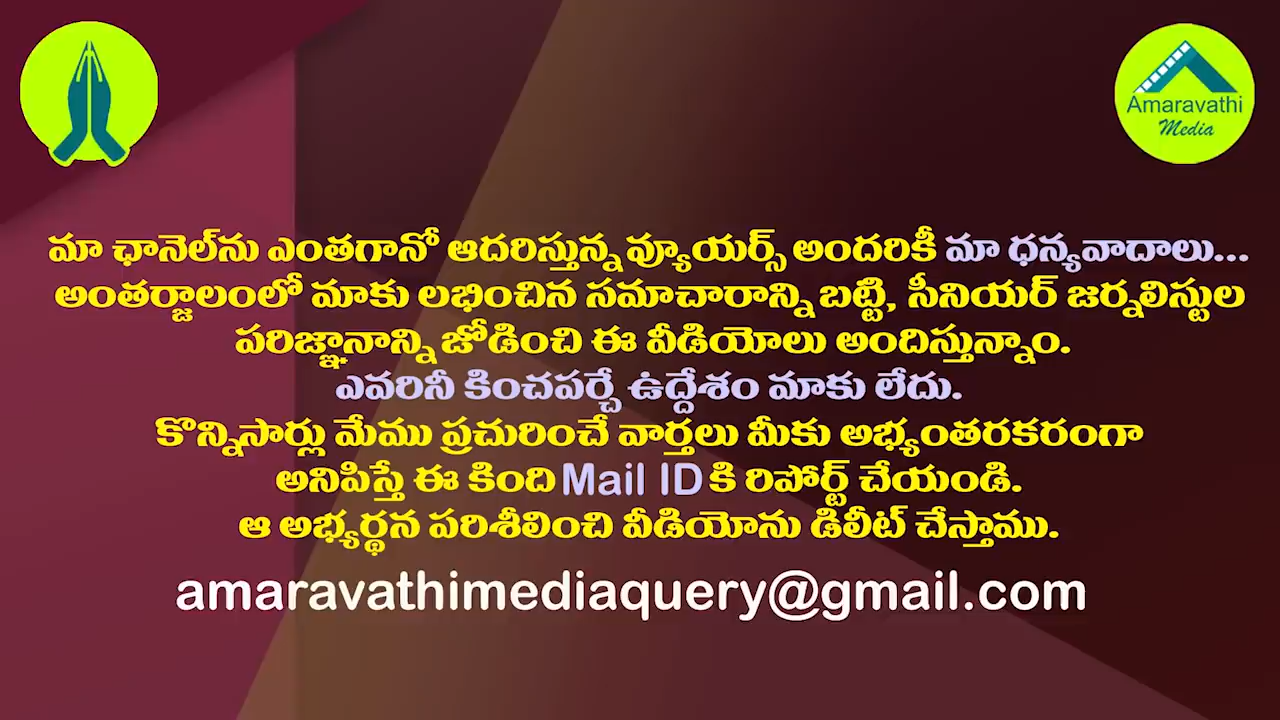 Amaravathi
Media
మా ఛానెల్‌ను ఎంతగానో ఆదరిస్తున్న వ్యూయర్స్ అందరికీ మా ధన్యవాదాలు...
అంతర్జాలంలో మాకు లభించిన సమాచారాన్ని బట్టి, సీనియర్ జర్నలిస్టుల
పరిజ్ఞానాన్ని జోడించి ఈ వీడియోలు అందిస్తున్నాం.
ఎవరినీ కించపర్చే ఉద్దేశం మాకు లేదు.
కొన్నిసార్లు మేము ప్రచురించే వార్తలు మీకు అభ్యంతరకరంగా
అనిపిస్తే ఈ కింది Mail ID కి రిపోర్ట్ చేయండి.
ఆ అభ్యర్థన పరిశీలించి వీడియోను డిలీట్ చేస్తాము.
amaravathimediaquery@gmail.com